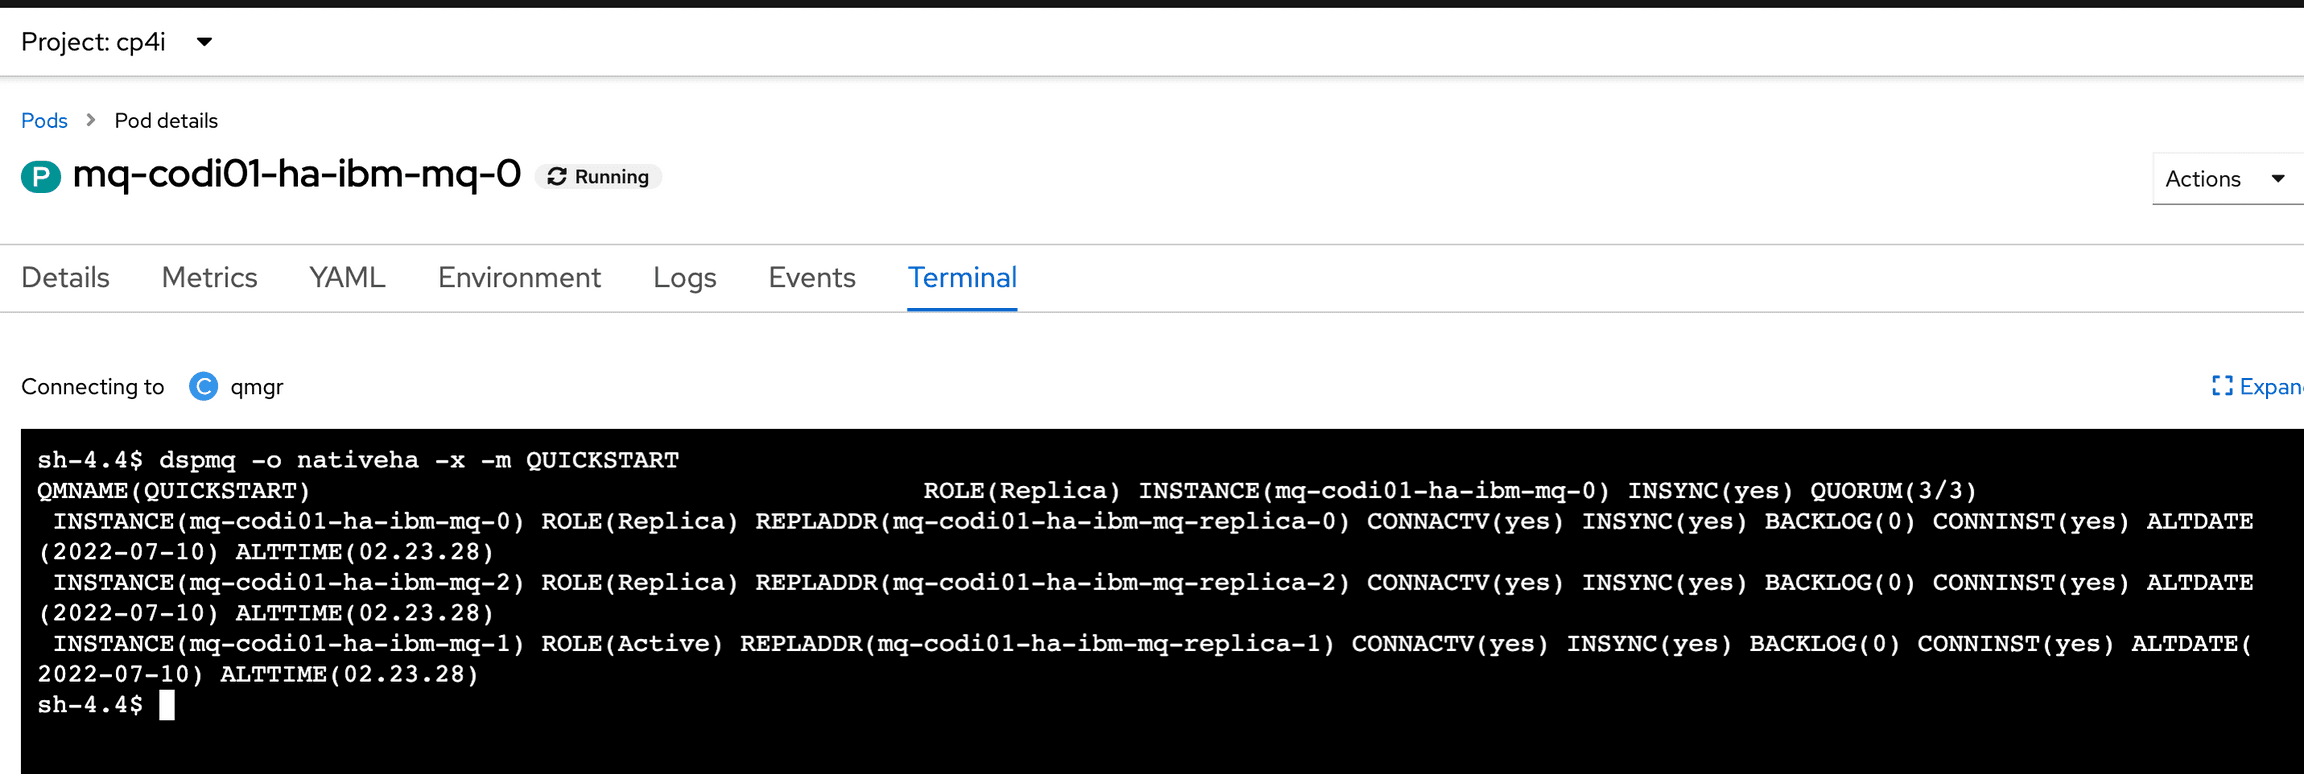 Project: cp4i
Pods > Pod details
P mq-codi01-ha-ibm-mq-0 Running
Actions
Details Metrics YAML Environment Logs Events Terminal
Connecting to C qmgr
Expan
sh-4.4$ dspmq -o nativeha -x -m QUICKSTART
QMNAME(QUICKSTART) ROLE(Replica) INSTANCE(mq-codi01-ha-ibm-mq-0) INSYNC(yes) QUORUM(3/3)
INSTANCE(mq-codi01-ha-ibm-mq-0) ROLE(Replica) REPLADDR(mq-codi01-ha-ibm-mq-replica-0) CONNACTV(yes) INSYNC(yes) BACKLOG(0) CONNINST(yes) ALTDATE
(2022-07-10) ALTTIME(02.23.28)
INSTANCE(mq-codi01-ha-ibm-mq-2) ROLE(Replica) REPLADDR(mq-codi01-ha-ibm-mq-replica-2) CONNACTV(yes) INSYNC(yes) BACKLOG(0) CONNINST(yes) ALTDATE
(2022-07-10) ALTTIME(02.23.28)
INSTANCE(mq-codi01-ha-ibm-mq-1) ROLE(Active) REPLADDR(mq-codi01-ha-ibm-mq-replica-1) CONNACTV(yes) INSYNC(yes) BACKLOG(0) CONNINST(yes) ALTDATE(
2022-07-10) ALTTIME(02.23.28)
sh-4.4$